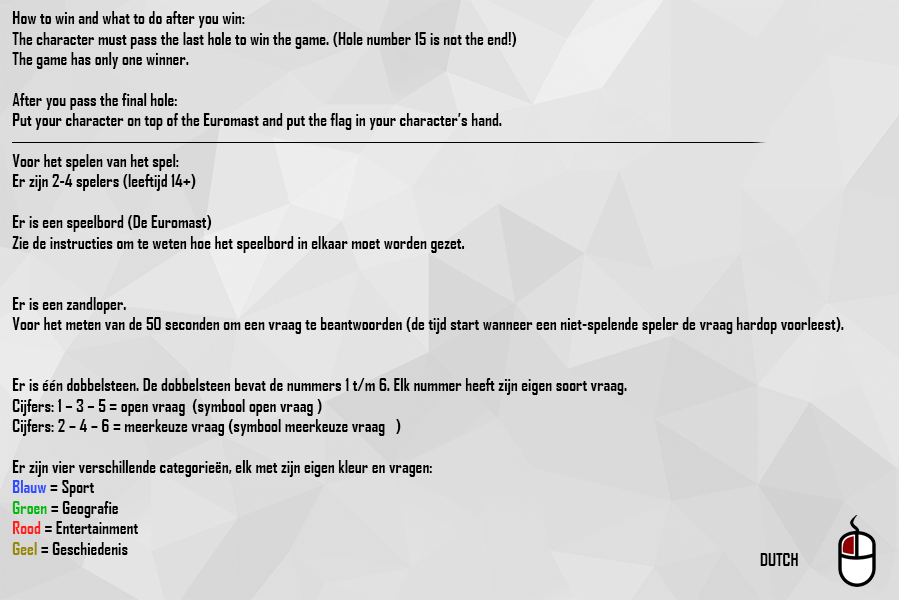 How to win and what to do after you win:
The character must pass the last hole to win the game. (Hole number 15 is not the end!)
The game has only one winner.
After you pass the final hole:
Put your character on top of the Euromast and put the flag in your character's hand.
Voor het spelen van het spel:
Er zijn 2-4 spelers (leeftijd 14+)
Er is een speelbord (De Euromast)
Zie de instructies om te weten hoe het speelbord in elkaar moet worden gezet.
Er is een zandloper.
Voor het meten van de 50 seconden om een vraag te beantwoorden (de tijd start wanneer een niet-spelende speler de vraag hardop voorleest).
Er is één dobbelsteen. De dobbelsteen bevat de nummers 1 t/m 6. Elk nummer heeft zijn eigen soort vraag.
Cijfers: 1 – 3 – 5 = open vraag (symbool open vraag )
Cijfers: 2 – 4 – 6 = meerkeuze vraag (symbool meerkeuze vraag )
Er zijn vier verschillende categorieën, elk met zijn eigen kleur en vragen:
Blauw = Sport
Groen = Geografie
Rood = Entertainment
Geel = Geschiedenis
DUTCH